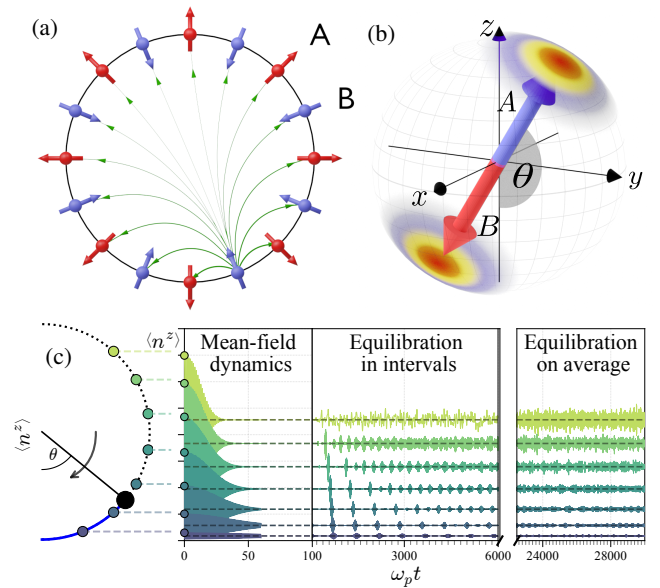 (a)
A
B
(b)
z
A
x
θ
y
B
(c)
⟨n^z⟩
Mean-field
dynamics
Equilibration
in intervals
Equilibration
on average
⟨n^z⟩
θ
0 50 100 3000 6000 24000 28000
ω_p t